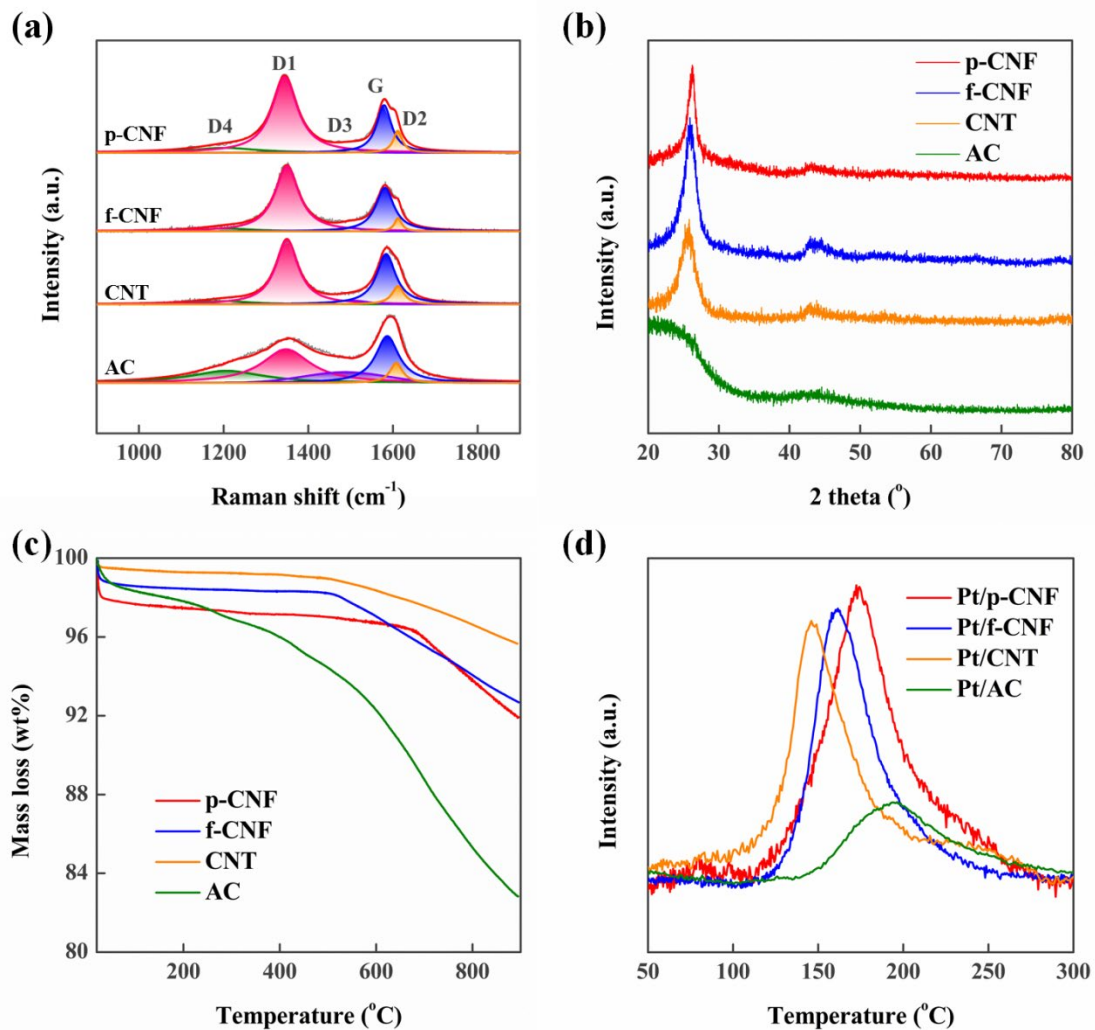 (a)
D1
G
D2
D4
D3
p-CNF
f-CNF
CNT
AC
Intensity (a.u.)
1000 1200 1400 1600 1800
Raman shift (cm-1)
(b)
p-CNF
f-CNF
CNT
AC
Intensity (a.u.)
20 30 40 50 60 70 80
2 theta (o)
(c)
100
96
92
88
84
80
Mass loss (wt%)
p-CNF
f-CNF
CNT
AC
200 400 600 800
Temperature (oC)
(d)
Pt/p-CNF
Pt/f-CNF
Pt/CNT
Pt/AC
Intensity (a.u.)
50 100 150 200 250 300
Temperature (oC)